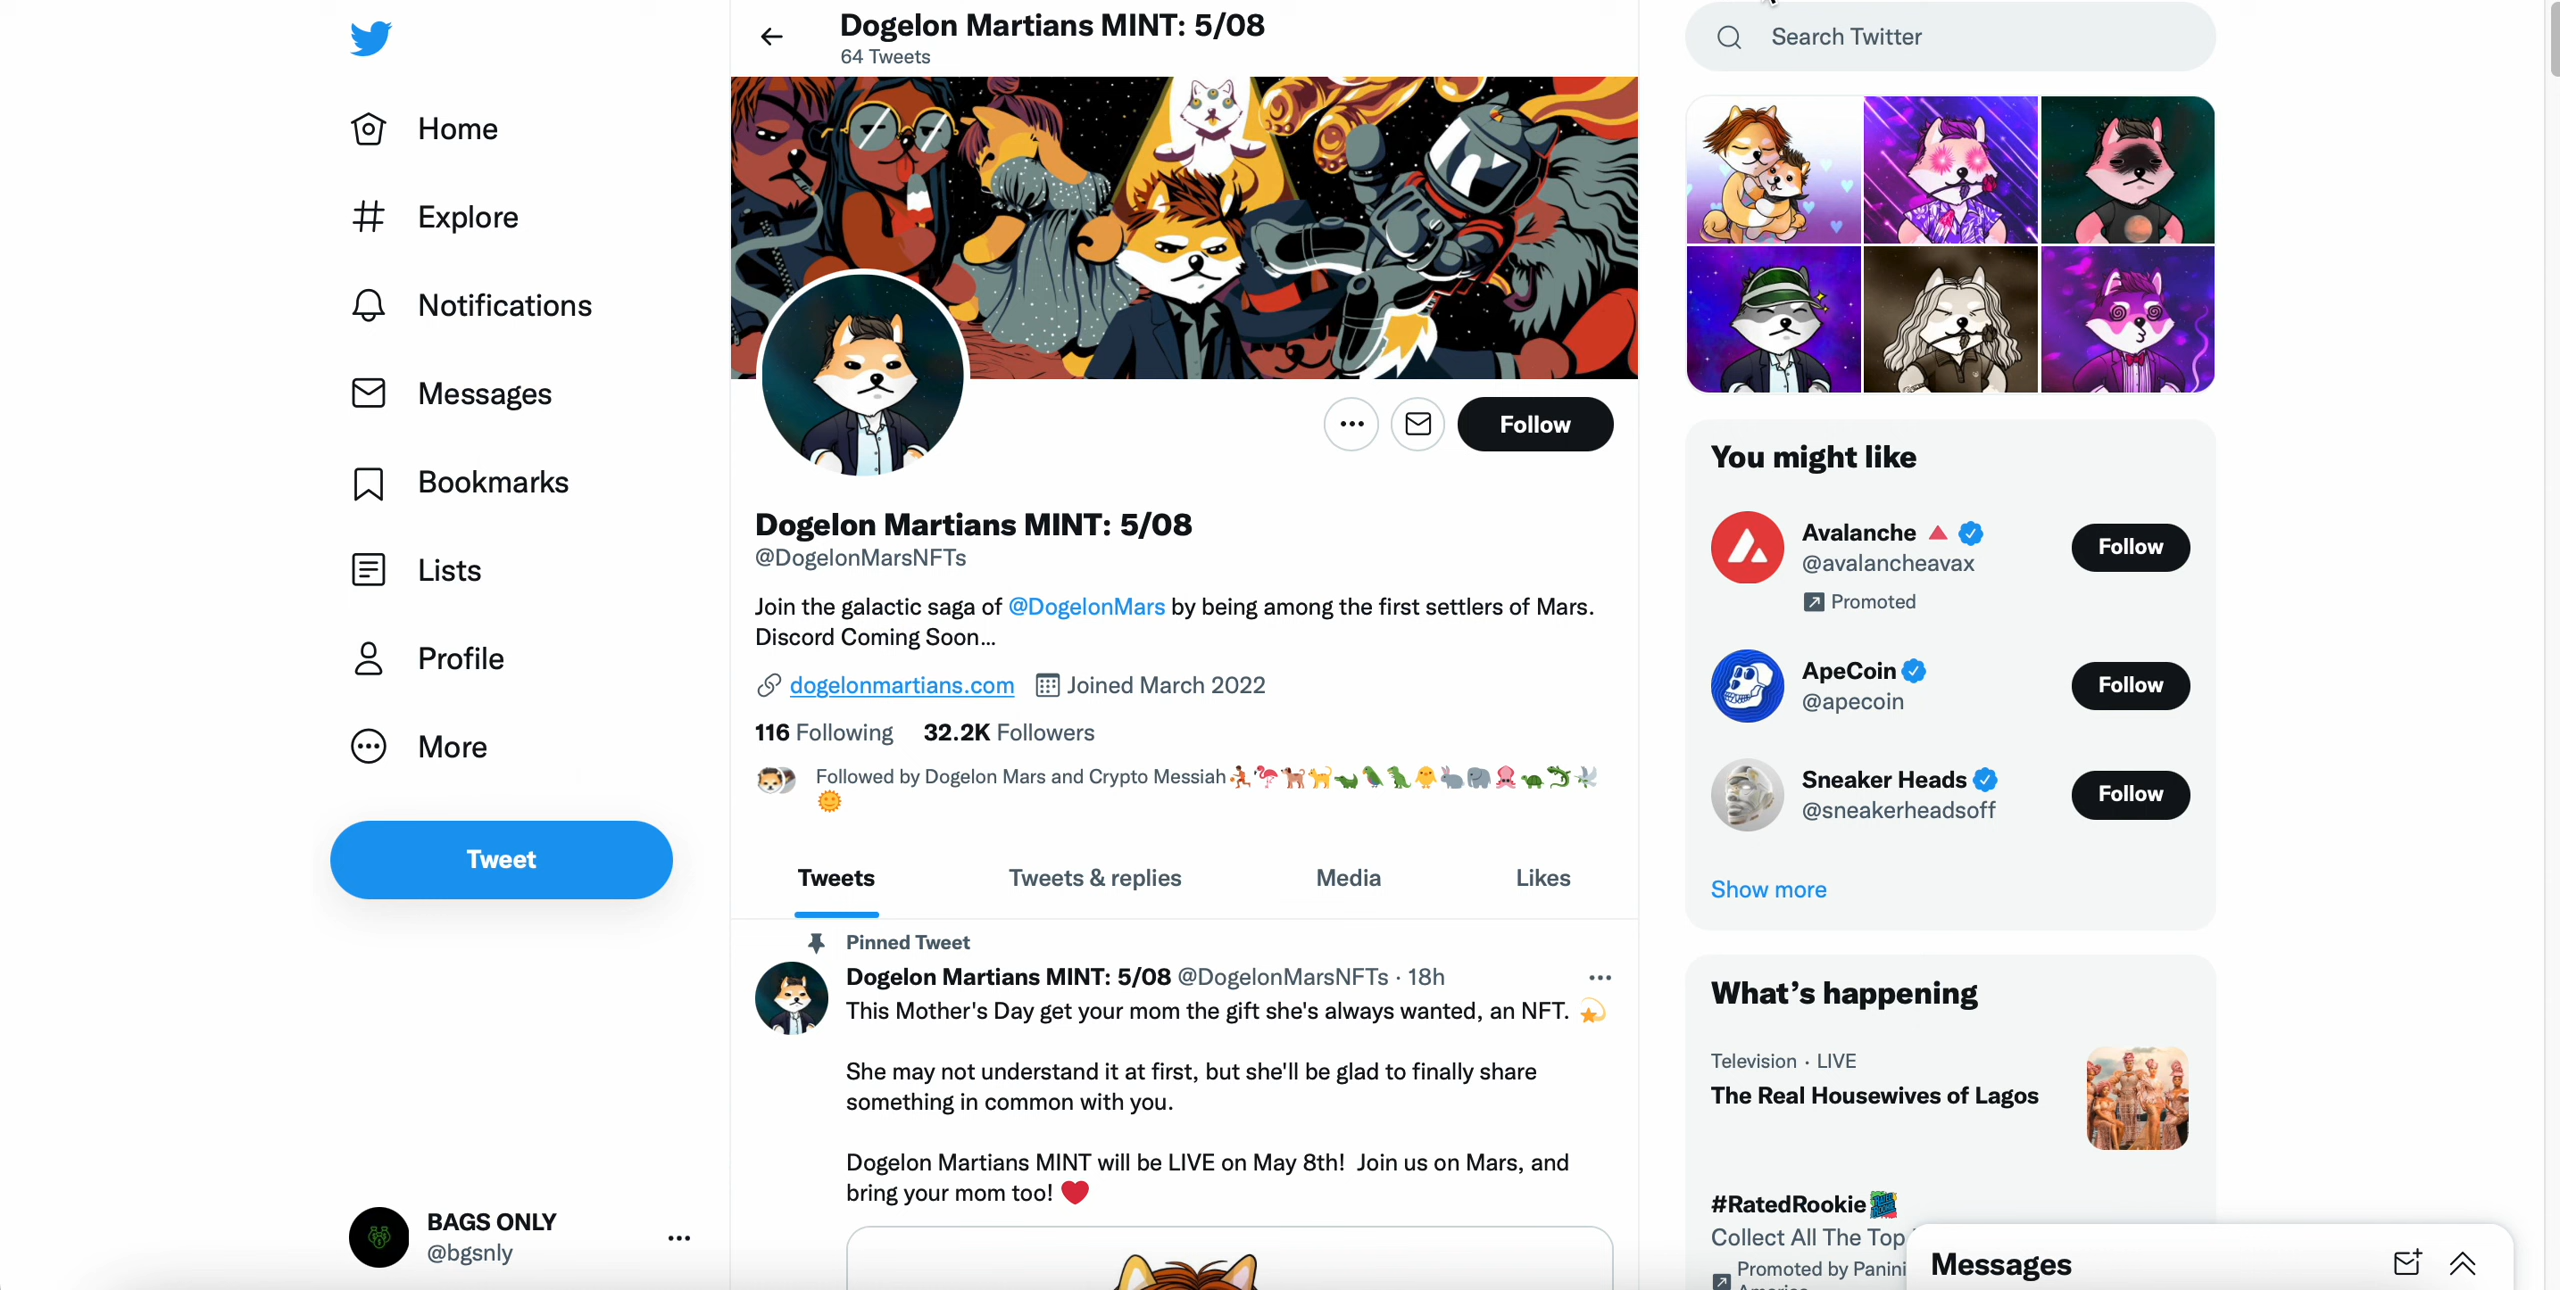 Home
Explore
Notifications
Messages
Bookmarks
Lists
Profile
More
Tweet
BAGS ONLY
@bgsnly
Dogelon Martians MINT: 5/08
64 Tweets
Follow
Dogelon Martians MINT: 5/08
@DogelonMarsNFTs
Join the galactic saga of @DogelonMars by being among the first settlers of Mars.
Discord Coming Soon...
dogelonmartians.com Joined March 2022
116 Following 32.2K Followers
Followed by Dogelon Mars and Crypto Messiah
Tweets Tweets & replies Media Likes
Pinned Tweet
Dogelon Martians MINT: 5/08 @DogelonMarsNFTs · 18h
This Mother's Day get your mom the gift she's always wanted, an NFT. 💫
She may not understand it at first, but she'll be glad to finally share
something in common with you.
Dogelon Martians MINT will be LIVE on May 8th! Join us on Mars, and
bring your mom too! ❤️
Search Twitter
You might like
Avalanche
@avalancheavax
Promoted
Follow
ApeCoin
@apecoin
Follow
Sneaker Heads
@sneakerheadsoff
Follow
Show more
What's happening
Television · LIVE
The Real Housewives of Lagos
#RatedRookie
Collect All The Top
Promoted by Panini
Messages